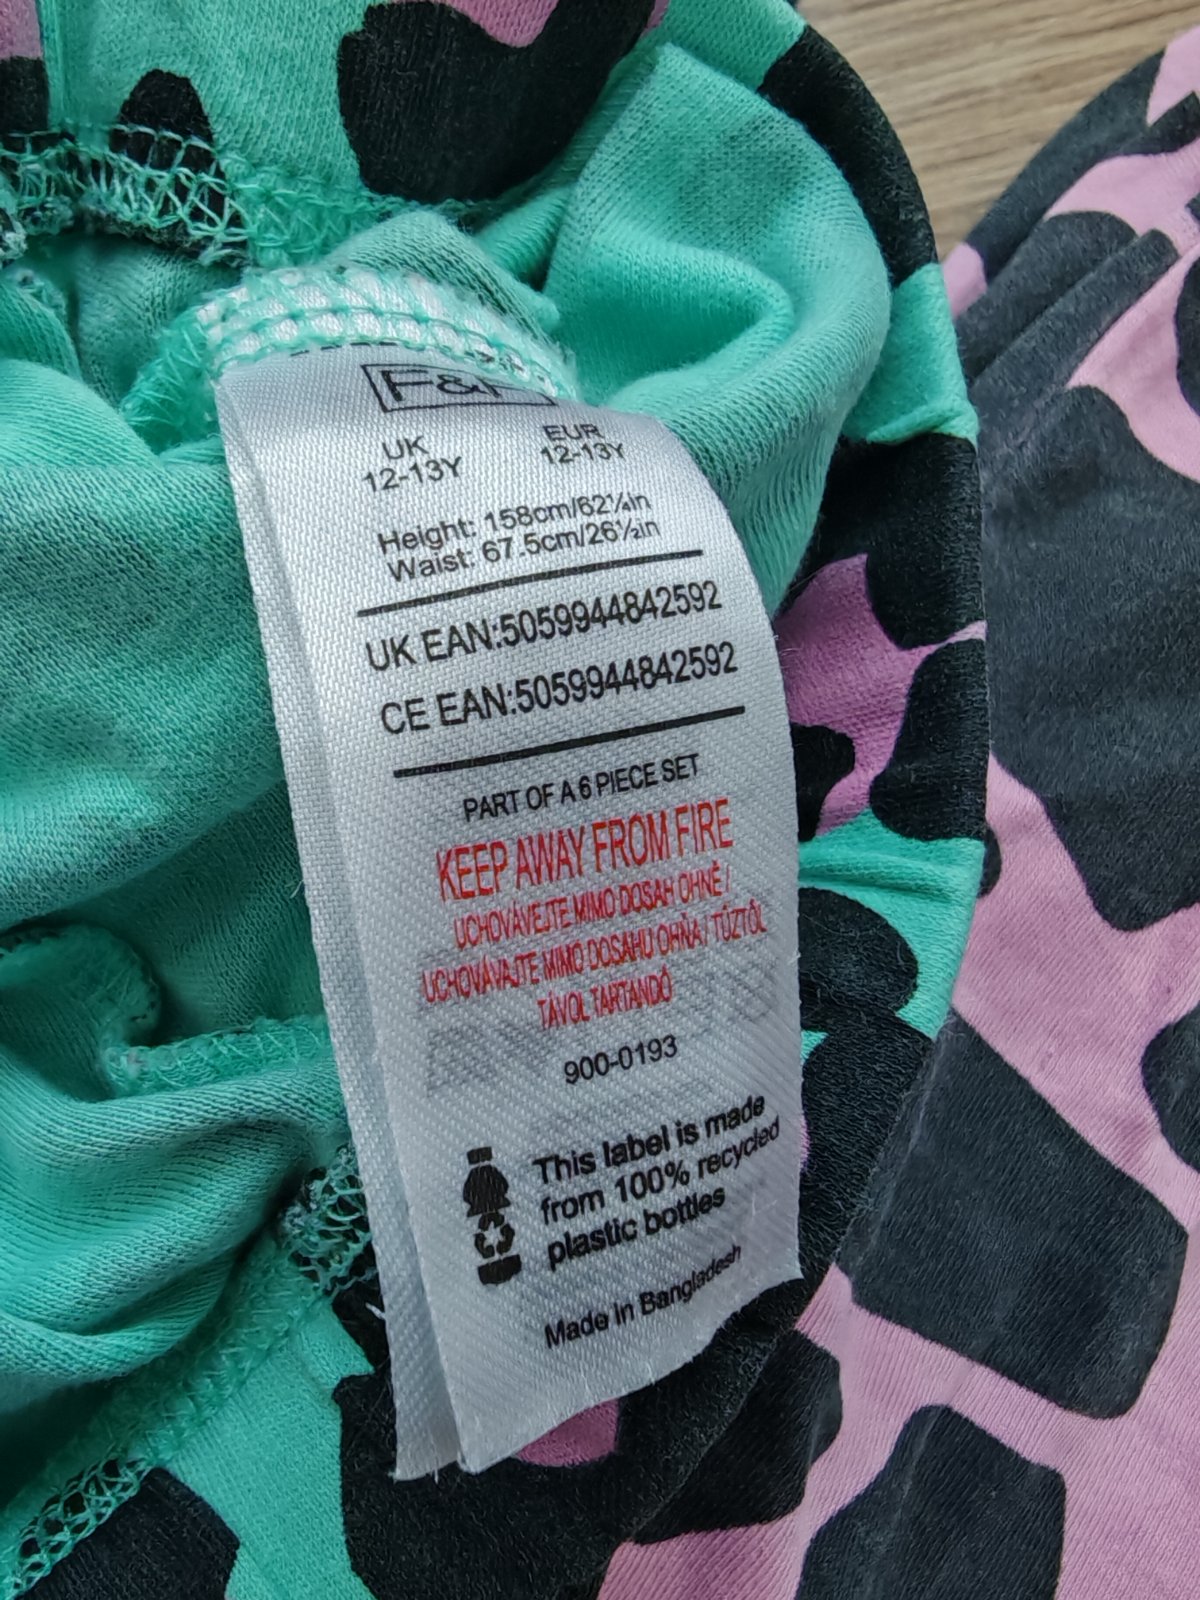 F&F
UK EUR
12-13Y 12-13Y
Height: 158cm/62¼in
Waist: 67.5cm/26½in
UK EAN:5059944842592
CE EAN:5059944842592
PART OF A 6 PIECE SET
KEEP AWAY FROM FIRE
UCHOVÁVEJTE MIMO DOSAH OHNĚ /
UCHOVÁVAJTE MIMO DOSAHU OHŇA / TŰZTŐL
TÁVOL TARTANDÓ
900-0193
This label is made
from 100% recycled
plastic bottles
Made in Bangladesh